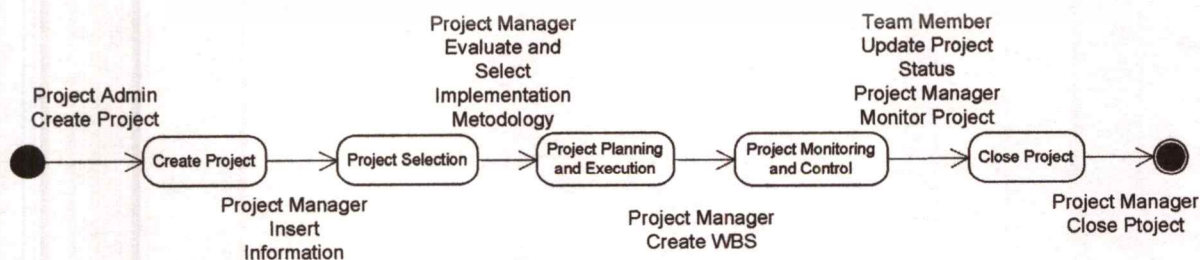 Project Admin
Create Project
Create Project
Project Manager
Insert
Information
Project Selection
Project Manager
Evaluate and
Select
Implementation
Metodology
Project Planning
and Execution
Project Manager
Create WBS
Project Monitoring
and Control
Team Member
Update Project
Status
Project Manager
Monitor Project
Close Project
Project Manager
Close Ptoject